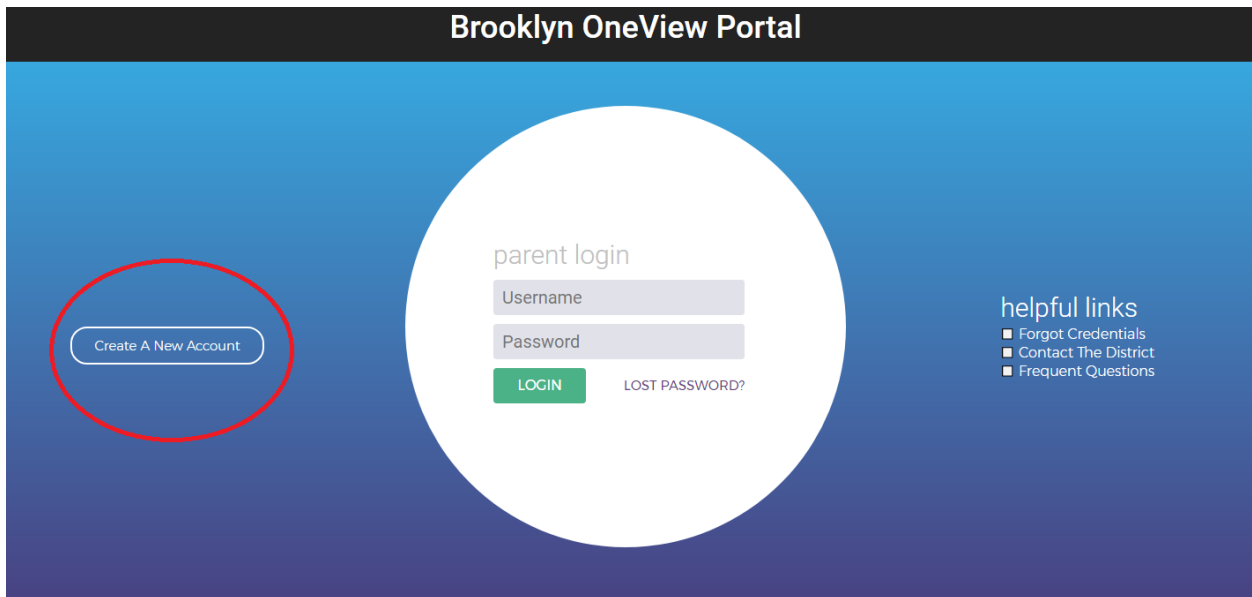 Brooklyn OneView Portal
Create A New Account
parent login
Username
Password
LOGIN
LOST PASSWORD?
helpful links
Forgot Credentials
Contact The District
Frequent Questions